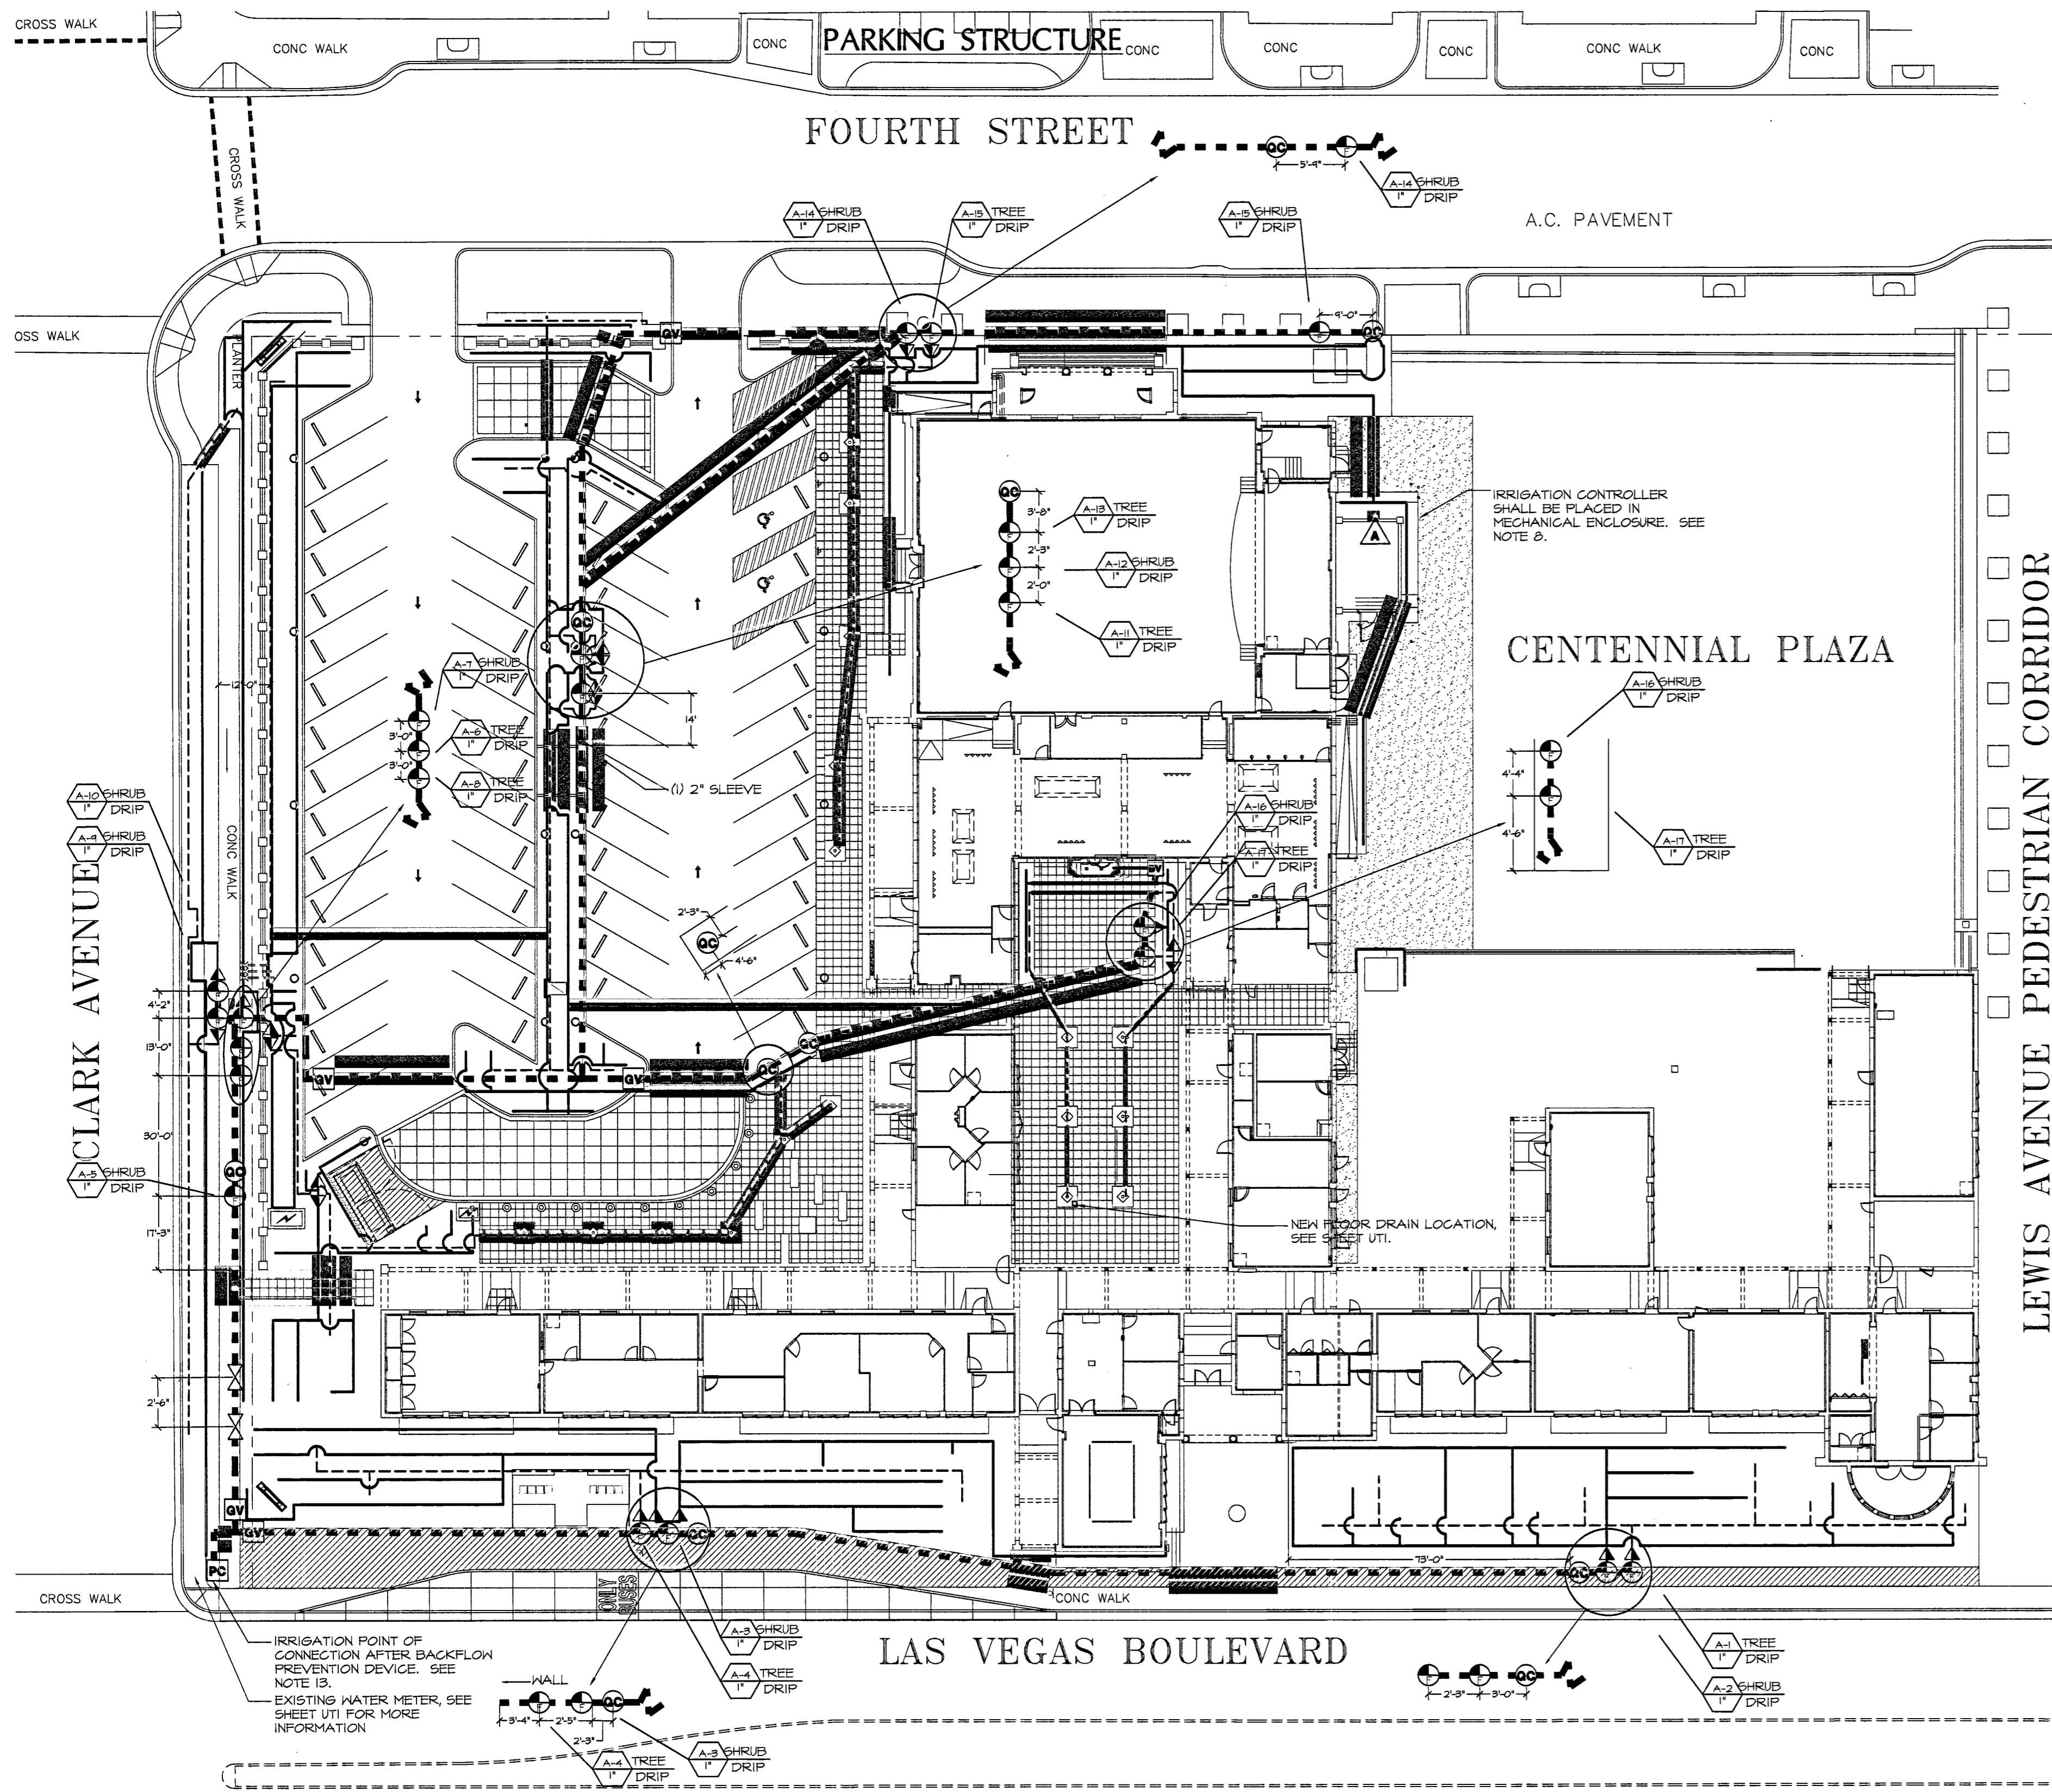 CROSS WALK
CONC WALK
CONC
PARKING STRUCTURE
CONC
CONC
CONC
CONC WALK
CONC
CROSS WALK
FOURTH STREET
QC
5'-9"
A-14 SHRUB
1" DRIP
A-14 SHRUB
1" DRIP
A-15 TREE
1" DRIP
A-15 SHRUB
1" DRIP
A.C. PAVEMENT
OSS WALK
PLANTER
GV
9'-0"
QC
QC
3'-8"
2'-3"
2'-0"
A-13 TREE
1" DRIP
A-12 SHRUB
1" DRIP
A-11 TREE
1" DRIP
IRRIGATION CONTROLLER
SHALL BE PLACED IN
MECHANICAL ENCLOSURE. SEE
NOTE 8.
A
QC
12'-0"
A-7 SHRUB
1" DRIP
3'-0"
A-6 TREE
1" DRIP
3'-0"
A-8 TREE
1" DRIP
14'
(1) 2" SLEEVE
CENTENNIAL PLAZA
A-16 SHRUB
1" DRIP
4'-4"
4'-6"
A-17 TREE
1" DRIP
LEWIS AVENUE PEDESTRIAN CORRIDOR
A-10 SHRUB
1" DRIP
A-9 SHRUB
1" DRIP
CONC WALK
CLARK AVENUE
A-16 SHRUB
1" DRIP
A-17 TREE
1" DRIP
2'-3"
QC
4'-6"
4'-2"
13'-0"
30'-0"
QC
A-5 SHRUB
1" DRIP
17'-3"
GV
GV
QC
QC
NEW FLOOR DRAIN LOCATION,
SEE SHEET UT1.
2'-6"
GV
GV
PC
QC
73'-0"
QC
CROSS WALK
ONLY
BUSES
CONC WALK
IRRIGATION POINT OF
CONNECTION AFTER BACKFLOW
PREVENTION DEVICE. SEE
NOTE 13.
EXISTING WATER METER, SEE
SHEET UT1 FOR MORE
INFORMATION
WALL
QC
3'-4"
2'-5"
2'-3"
A-4 TREE
1" DRIP
A-3 SHRUB
1" DRIP
A-3 SHRUB
1" DRIP
A-4 TREE
1" DRIP
LAS VEGAS BOULEVARD
QC
2'-3"
3'-0"
A-1 TREE
1" DRIP
A-2 SHRUB
1" DRIP